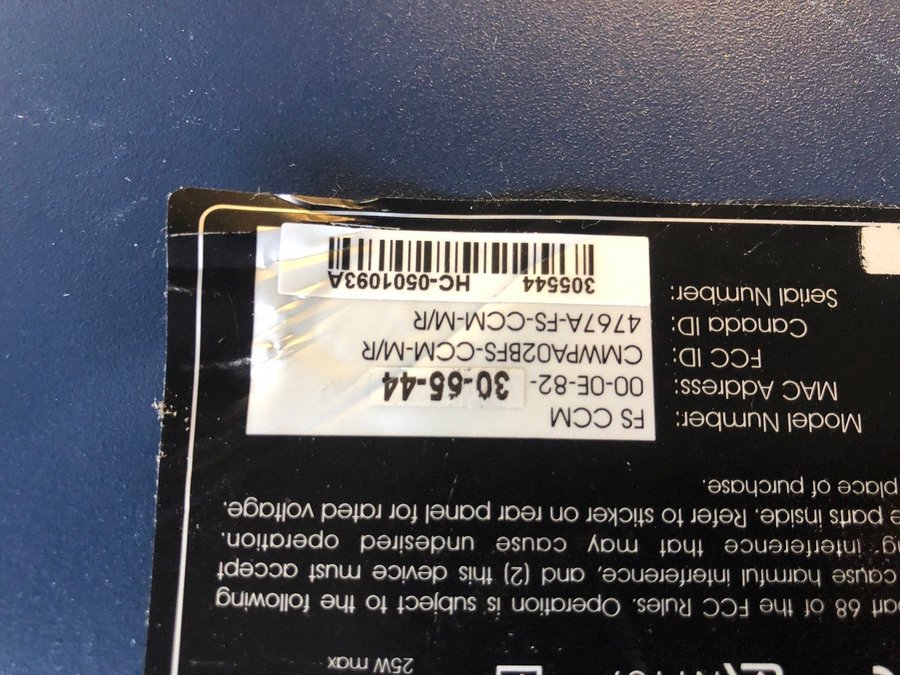 25W max
part 68 of the FCC Rules. Operation is subject to the following
cause harmful interference, and (2) this device must accept
interference that may cause undesired operation.
parts inside. Refer to sticker on rear panel for rated voltage.
place of purchase.
Model Number: FS CCM
MAC Address: 00-0E-82- 30-55-44
FCC ID: CMWPA02BFS-CCM-M/R
Canada ID: 4767A-FS-CCM-M/R
Serial Number: 305544 HC-0501093A